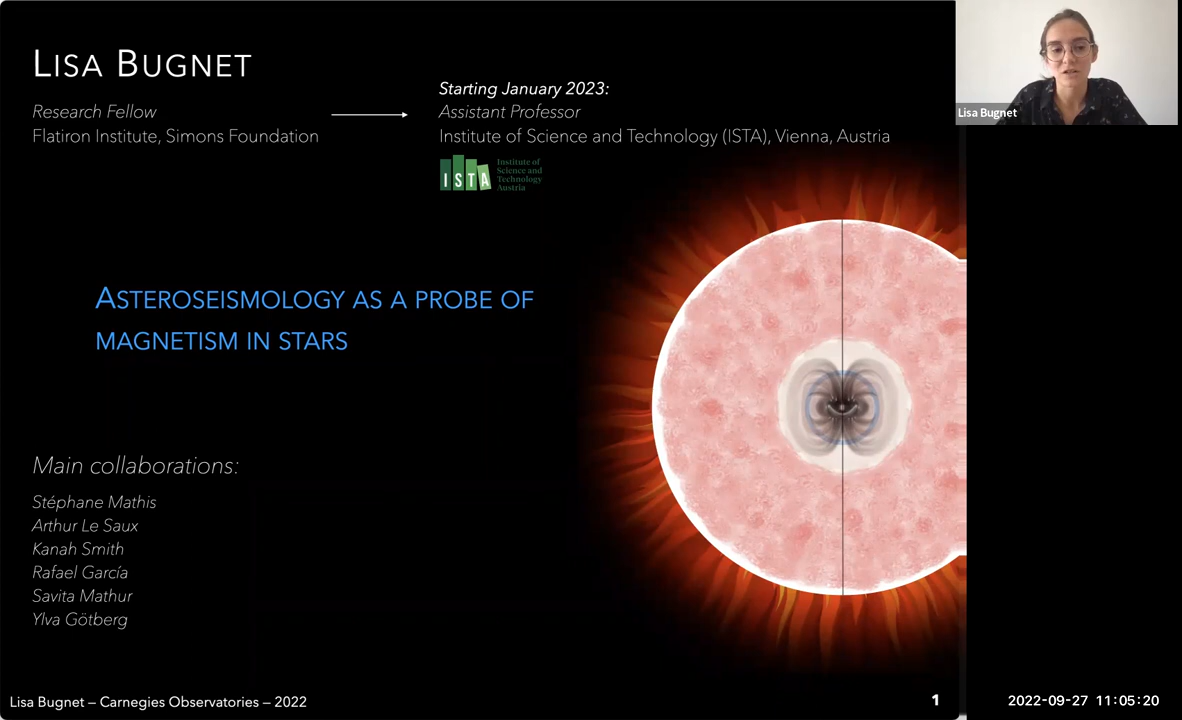 LISA BUGNET
Research Fellow
Flatiron Institute, Simons Foundation
Starting January 2023:
Assistant Professor
Institute of Science and Technology (ISTA), Vienna, Austria
ISTA
Institute of
Science and
Technology
Austria
ASTEROSEISMOLOGY AS A PROBE OF
MAGNETISM IN STARS
Main collaborations:
Stéphane Mathis
Arthur Le Saux
Kanah Smith
Rafael García
Savita Mathur
Ylva Götberg
Lisa Bugnet – Carnegies Observatories – 2022
1
Lisa Bugnet
2022-09-27 11:05:20